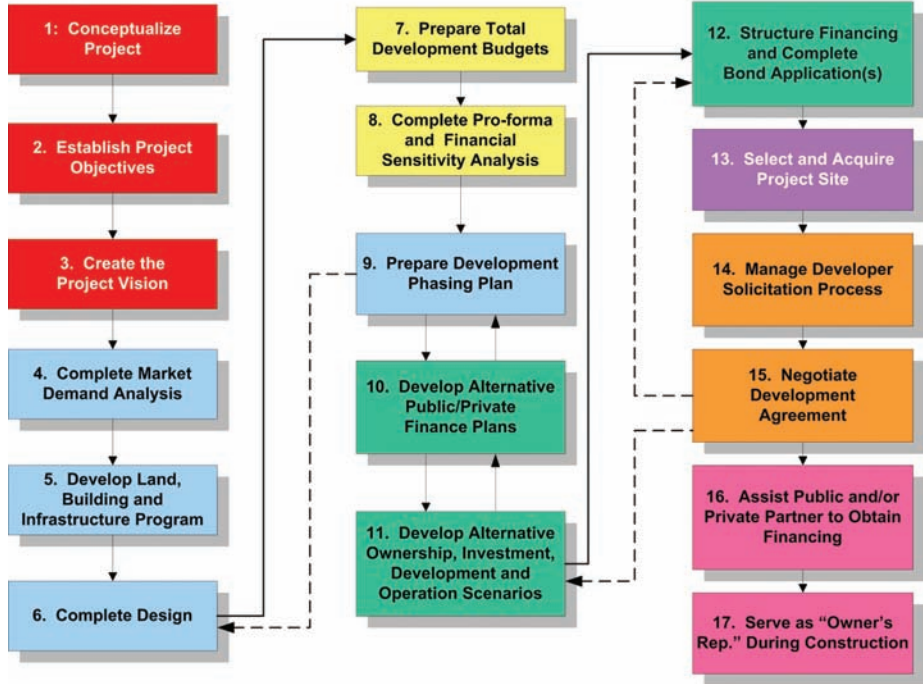 1: Conceptualize
Project
2. Establish Project
Objectives
3. Create the
Project Vision
4. Complete Market
Demand Analysis
5. Develop Land,
Building and
Infrastructure Program
6. Complete Design
7. Prepare Total
Development Budgets
8. Complete Pro-forma
and Financial
Sensitivity Analysis
9. Prepare Development
Phasing Plan
10. Develop Alternative
Public/Private
Finance Plans
11. Develop Alternative
Ownership, Investment,
Development and
Operation Scenarios
12. Structure Financing
and Complete
Bond Application(s)
13. Select and Acquire
Project Site
14. Manage Developer
Solicitation Process
15. Negotiate
Development
Agreement
16. Assist Public and/or
Private Partner to Obtain
Financing
17. Serve as “Owner’s
Rep.” During Construction